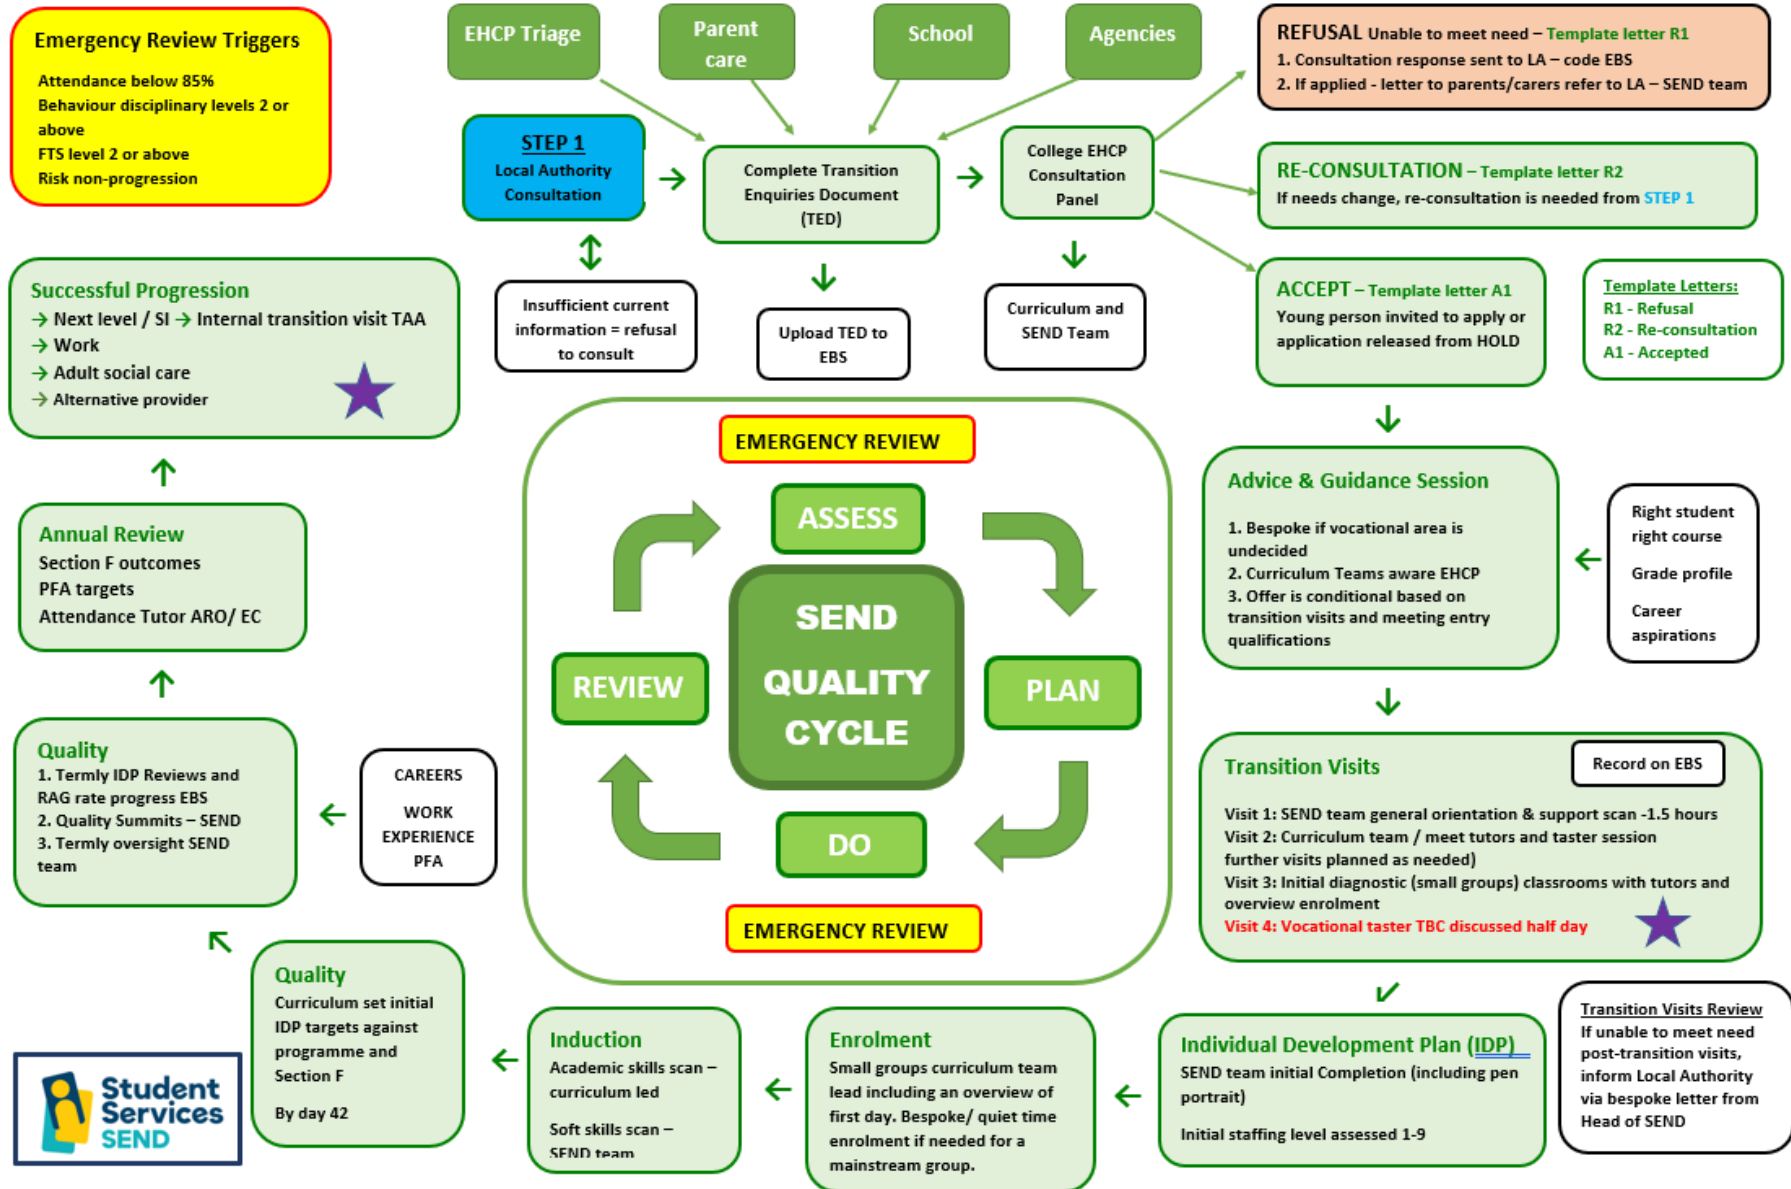 Emergency Review Triggers
Attendance below 85%
Behaviour disciplinary levels 2 or
above
FTS level 2 or above
Risk non-progression
EHCP Triage
Parent
care
School
Agencies
REFUSAL Unable to meet need – Template letter R1
1. Consultation response sent to LA – code EBS
2. If applied - letter to parents/carers refer to LA – SEND team
STEP 1
Local Authority
Consultation
Complete Transition
Enquiries Document
(TED)
College EHCP
Consultation
Panel
RE-CONSULTATION – Template letter R2
If needs change, re-consultation is needed from STEP 1
Insufficient current
information = refusal
to consult
Upload TED to
EBS
Curriculum and
SEND Team
ACCEPT – Template letter A1
Young person invited to apply or
application released from HOLD
Template Letters:
R1 - Refusal
R2 - Re-consultation
A1 - Accepted
Successful Progression
→ Next level / SI → Internal transition visit TAA
→ Work
→ Adult social care
→ Alternative provider
EMERGENCY REVIEW
ASSESS
SEND
QUALITY
CYCLE
REVIEW
PLAN
DO
EMERGENCY REVIEW
Advice & Guidance Session
1. Bespoke if vocational area is
undecided
2. Curriculum Teams aware EHCP
3. Offer is conditional based on
transition visits and meeting entry
qualifications
Right student
right course
Grade profile
Career
aspirations
Annual Review
Section F outcomes
PFA targets
Attendance Tutor ARO/ EC
Transition Visits
Record on EBS
Visit 1: SEND team general orientation & support scan -1.5 hours
Visit 2: Curriculum team / meet tutors and taster session
further visits planned as needed)
Visit 3: Initial diagnostic (small groups) classrooms with tutors and
overview enrolment
Visit 4: Vocational taster TBC discussed half day
Quality
1. Termly IDP Reviews and
RAG rate progress EBS
2. Quality Summits – SEND
3. Termly oversight SEND
team
CAREERS
WORK
EXPERIENCE
PFA
Quality
Curriculum set initial
IDP targets against
programme and
Section F
By day 42
Induction
Academic skills scan –
curriculum led
Soft skills scan –
SEND team
Enrolment
Small groups curriculum team
lead including an overview of
first day. Bespoke/ quiet time
enrolment if needed for a
mainstream group.
Individual Development Plan (IDP)
SEND team initial Completion (including pen
portrait)
Initial staffing level assessed 1-9
Transition Visits Review
If unable to meet need
post-transition visits,
inform Local Authority
via bespoke letter from
Head of SEND
Student
Services
SEND